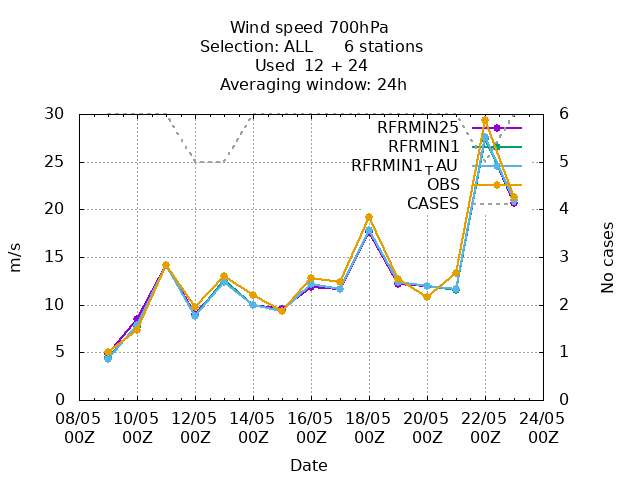 Wind speed 700hPa
Selection: ALL 6 stations
Used 12 + 24
Averaging window: 24h
30 6
RFRMIN25
RFRMIN1
25 5
RFRMIN1TAU
OBS
CASES
20 4
15 3
m/s
No cases
10 2
5 1
0 0
08/05 10/05 12/05 14/05 16/05 18/05 20/05 22/05 24/05
00Z 00Z 00Z 00Z 00Z 00Z 00Z 00Z 00Z
Date